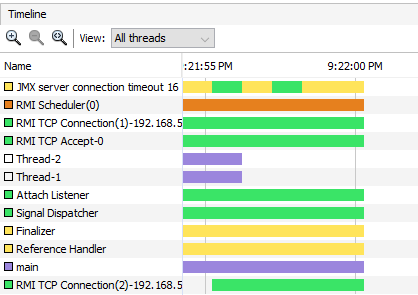 Timeline
View: All threads
Name :21:55 PM 9:22:00 PM
JMX server connection timeout 16
RMI Scheduler(0)
RMI TCP Connection(1)-192.168.5
RMI TCP Accept-0
Thread-2
Thread-1
Attach Listener
Signal Dispatcher
Finalizer
Reference Handler
main
RMI TCP Connection(2)-192.168.5